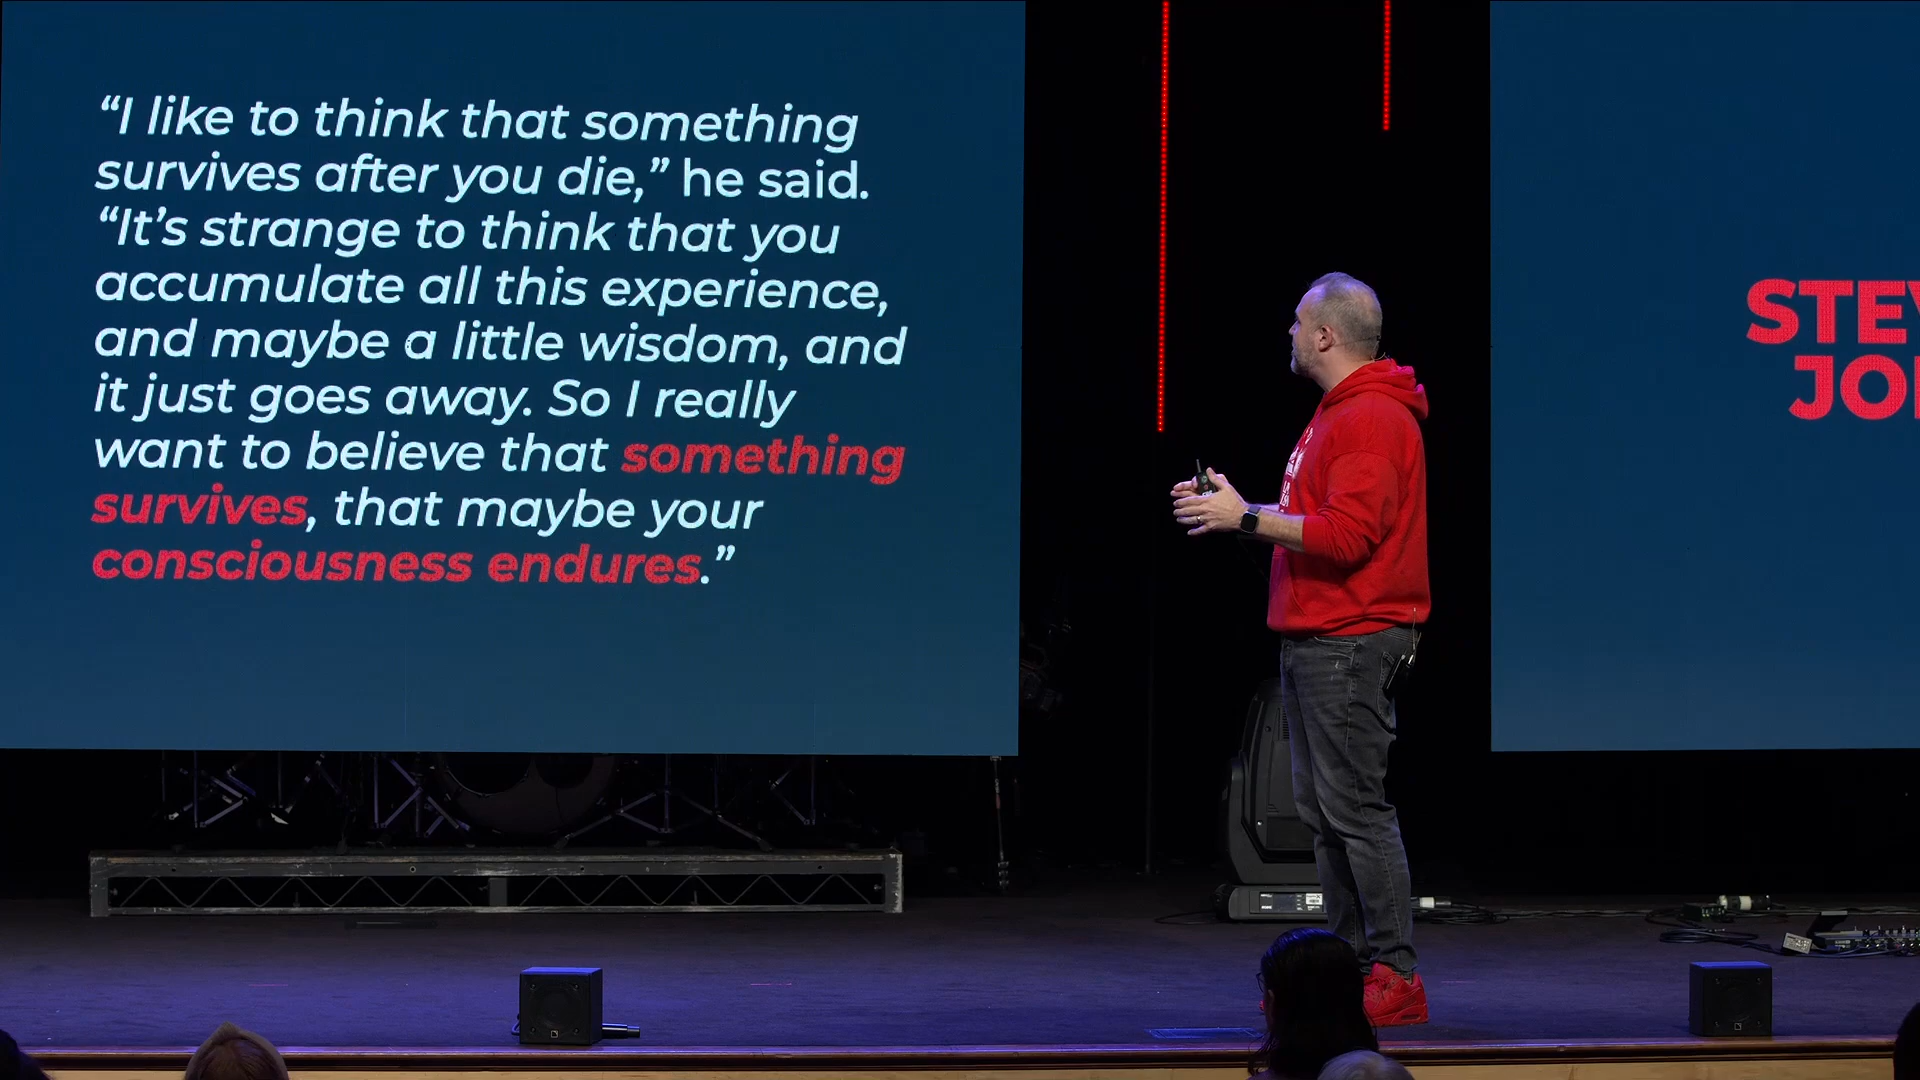 “I like to think that something
survives after you die,” he said.
“It’s strange to think that you
accumulate all this experience,
and maybe a little wisdom, and
it just goes away. So I really
want to believe that something
survives, that maybe your
consciousness endures.”
STEV
JO